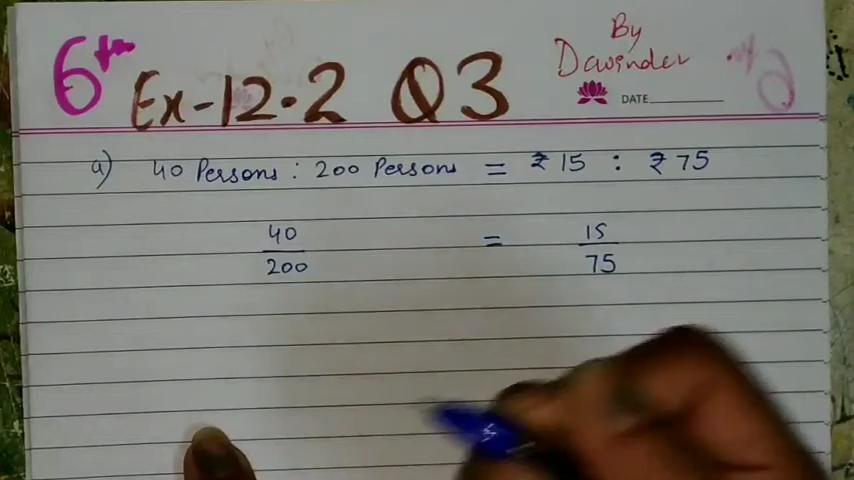 6th
Ex-12.2 Q3
By
Davinder
DATE
a) 40 Persons : 200 Persons = ₹ 15 : ₹ 75
40/200 = 15/75